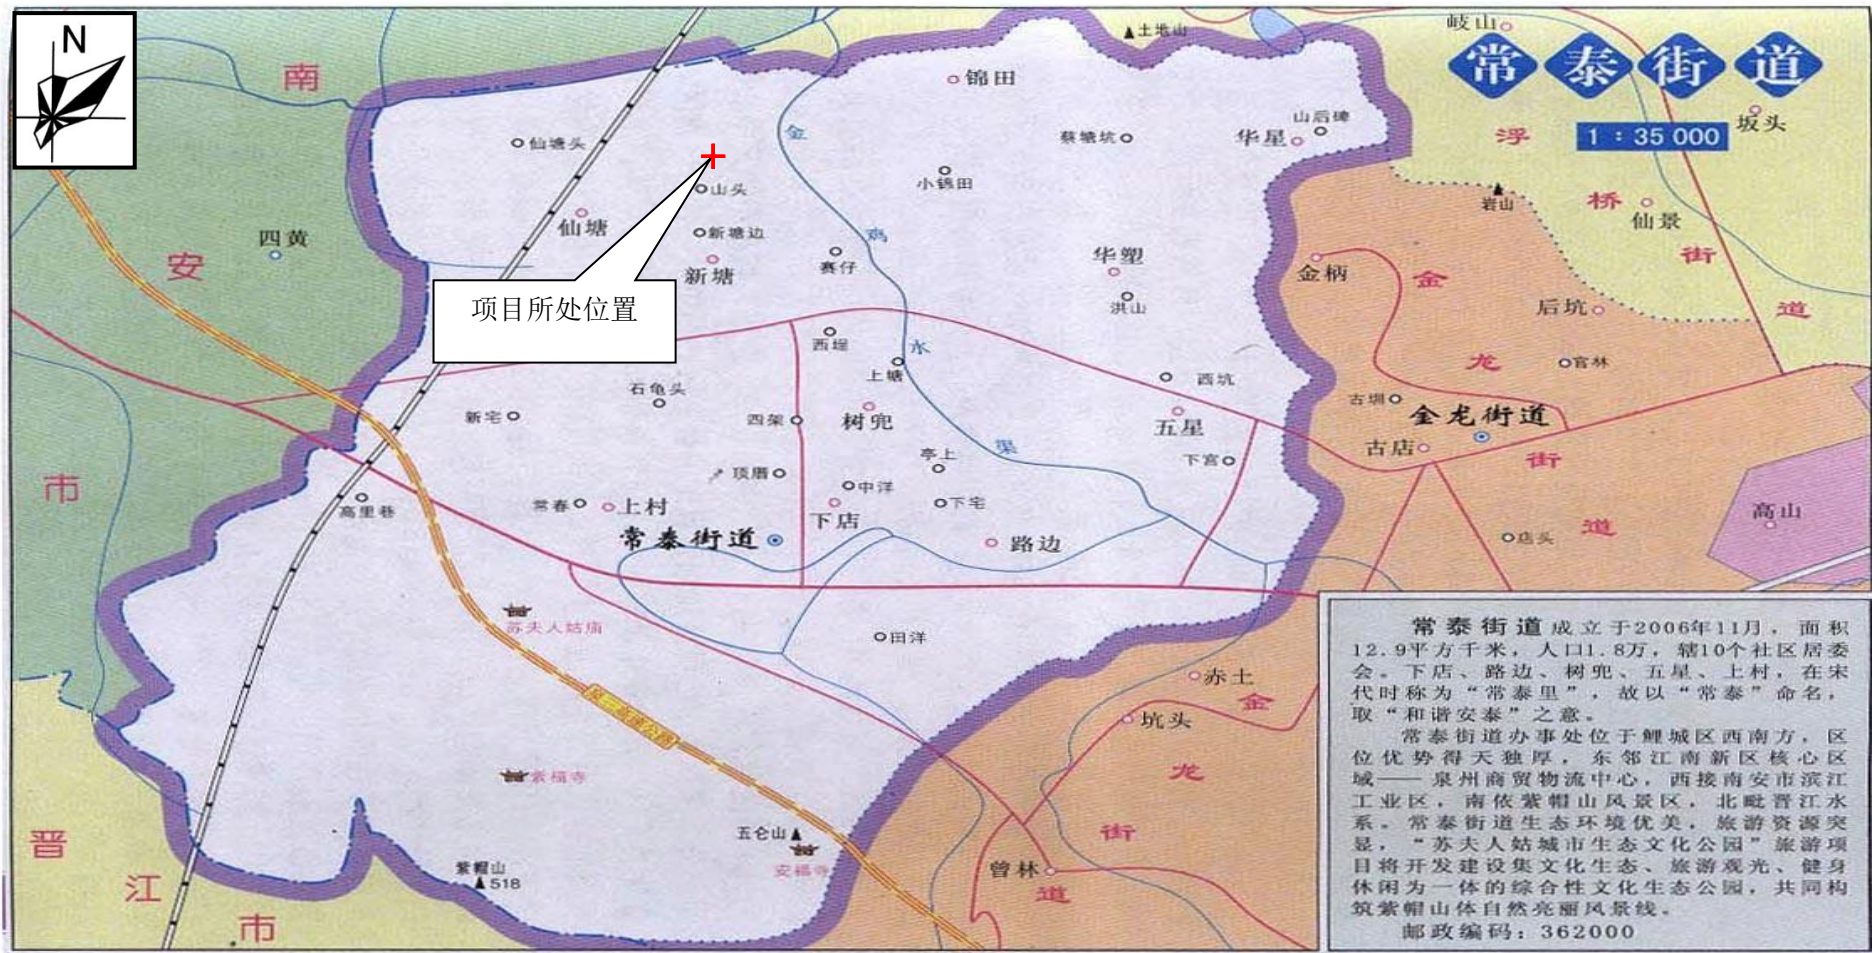 N
常泰街道
1：35 000
南
安
市
四黄
岐山
土地山
坂头
浮
桥
街
道
锦田
仙塘头
蔡塘坑
华星
山后碑
山头
小锦田
岩山
仙景
仙塘
新塘边
新塘
赛仔
华塑
洪山
金柄
后坑
金
鸡
水
渠
项目所处位置
西埕
上塘
西坑
官林
石龟头
新宅
四架
树兜
五星
古圳
金龙街道
古店
下宫
亭上
顶厝
中洋
下宅
常春
上村
下店
高里巷
常泰街道
路边
店头
高山
金
龙
街
道
苏夫人姑庙
田洋
赤土
坑头
紫福寺
五仑山
安福寺
紫帽山
518
曾林
金
龙
街
道
晋
江
市
常泰街道成立于2006年11月，面积
12.9平方千米，人口1.8万，辖10个社区居委
会。下店、路边、树兜、五星、上村，在宋
代时称为“常泰里”，故以“常泰”命名，
取“和谐安泰”之意。
常泰街道办事处位于鲤城区西南方，区
位优势得天独厚，东邻江南新区核心区
域——泉州商贸物流中心，西接南安市滨江
工业区，南依紫帽山风景区，北毗晋江水
系。常泰街道生态环境优美，旅游资源突
显，“苏夫人姑城市生态文化公园”旅游项
目将开发建设集文化生态、旅游观光、健身
休闲为一体的综合性文化生态公园，共同构
筑紫帽山体自然亮丽风景线。
邮政编码：362000